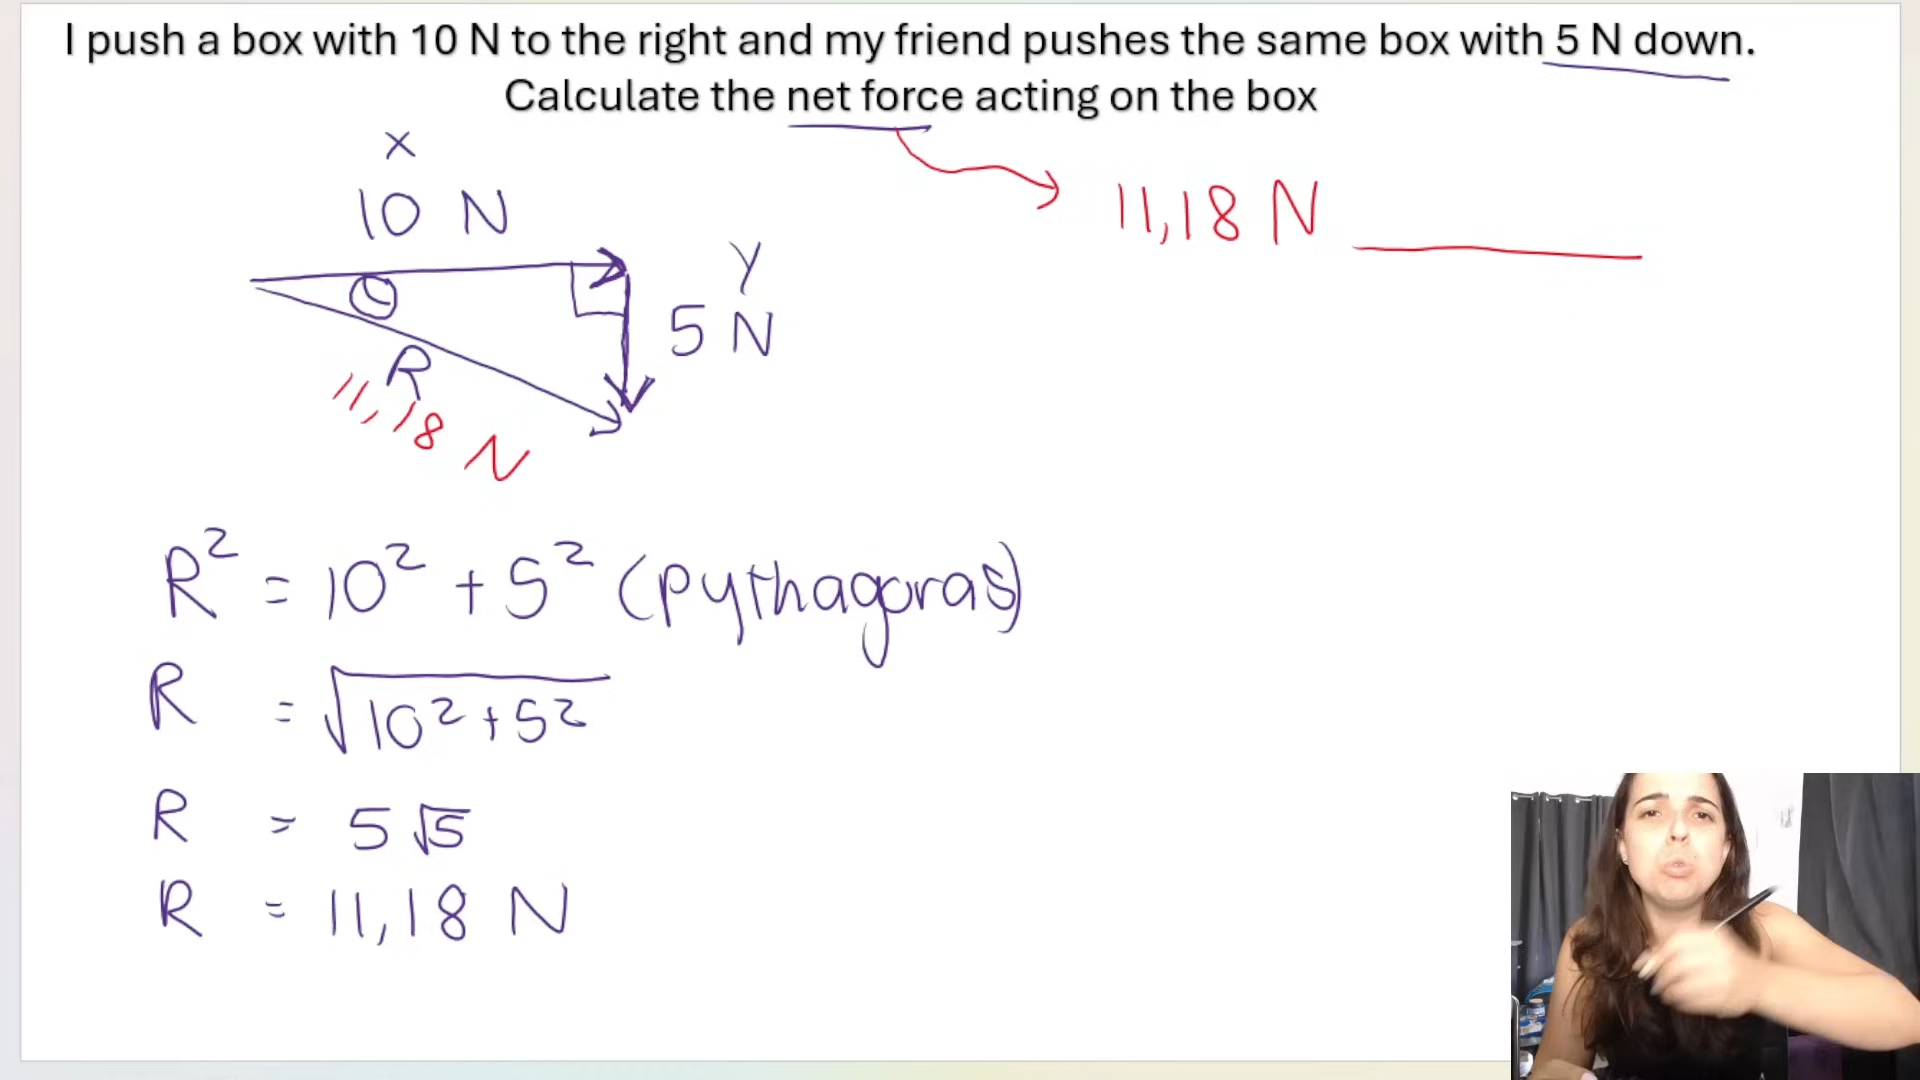 I push a box with 10 N to the right and my friend pushes the same box with 5 N down.
Calculate the net force acting on the box
x
10 N
11,18 N
y
5 N
R
11,18 N
R² = 10² + 5² (pythagoras)
R = √10² + 5²
R = 5√5
R = 11,18 N